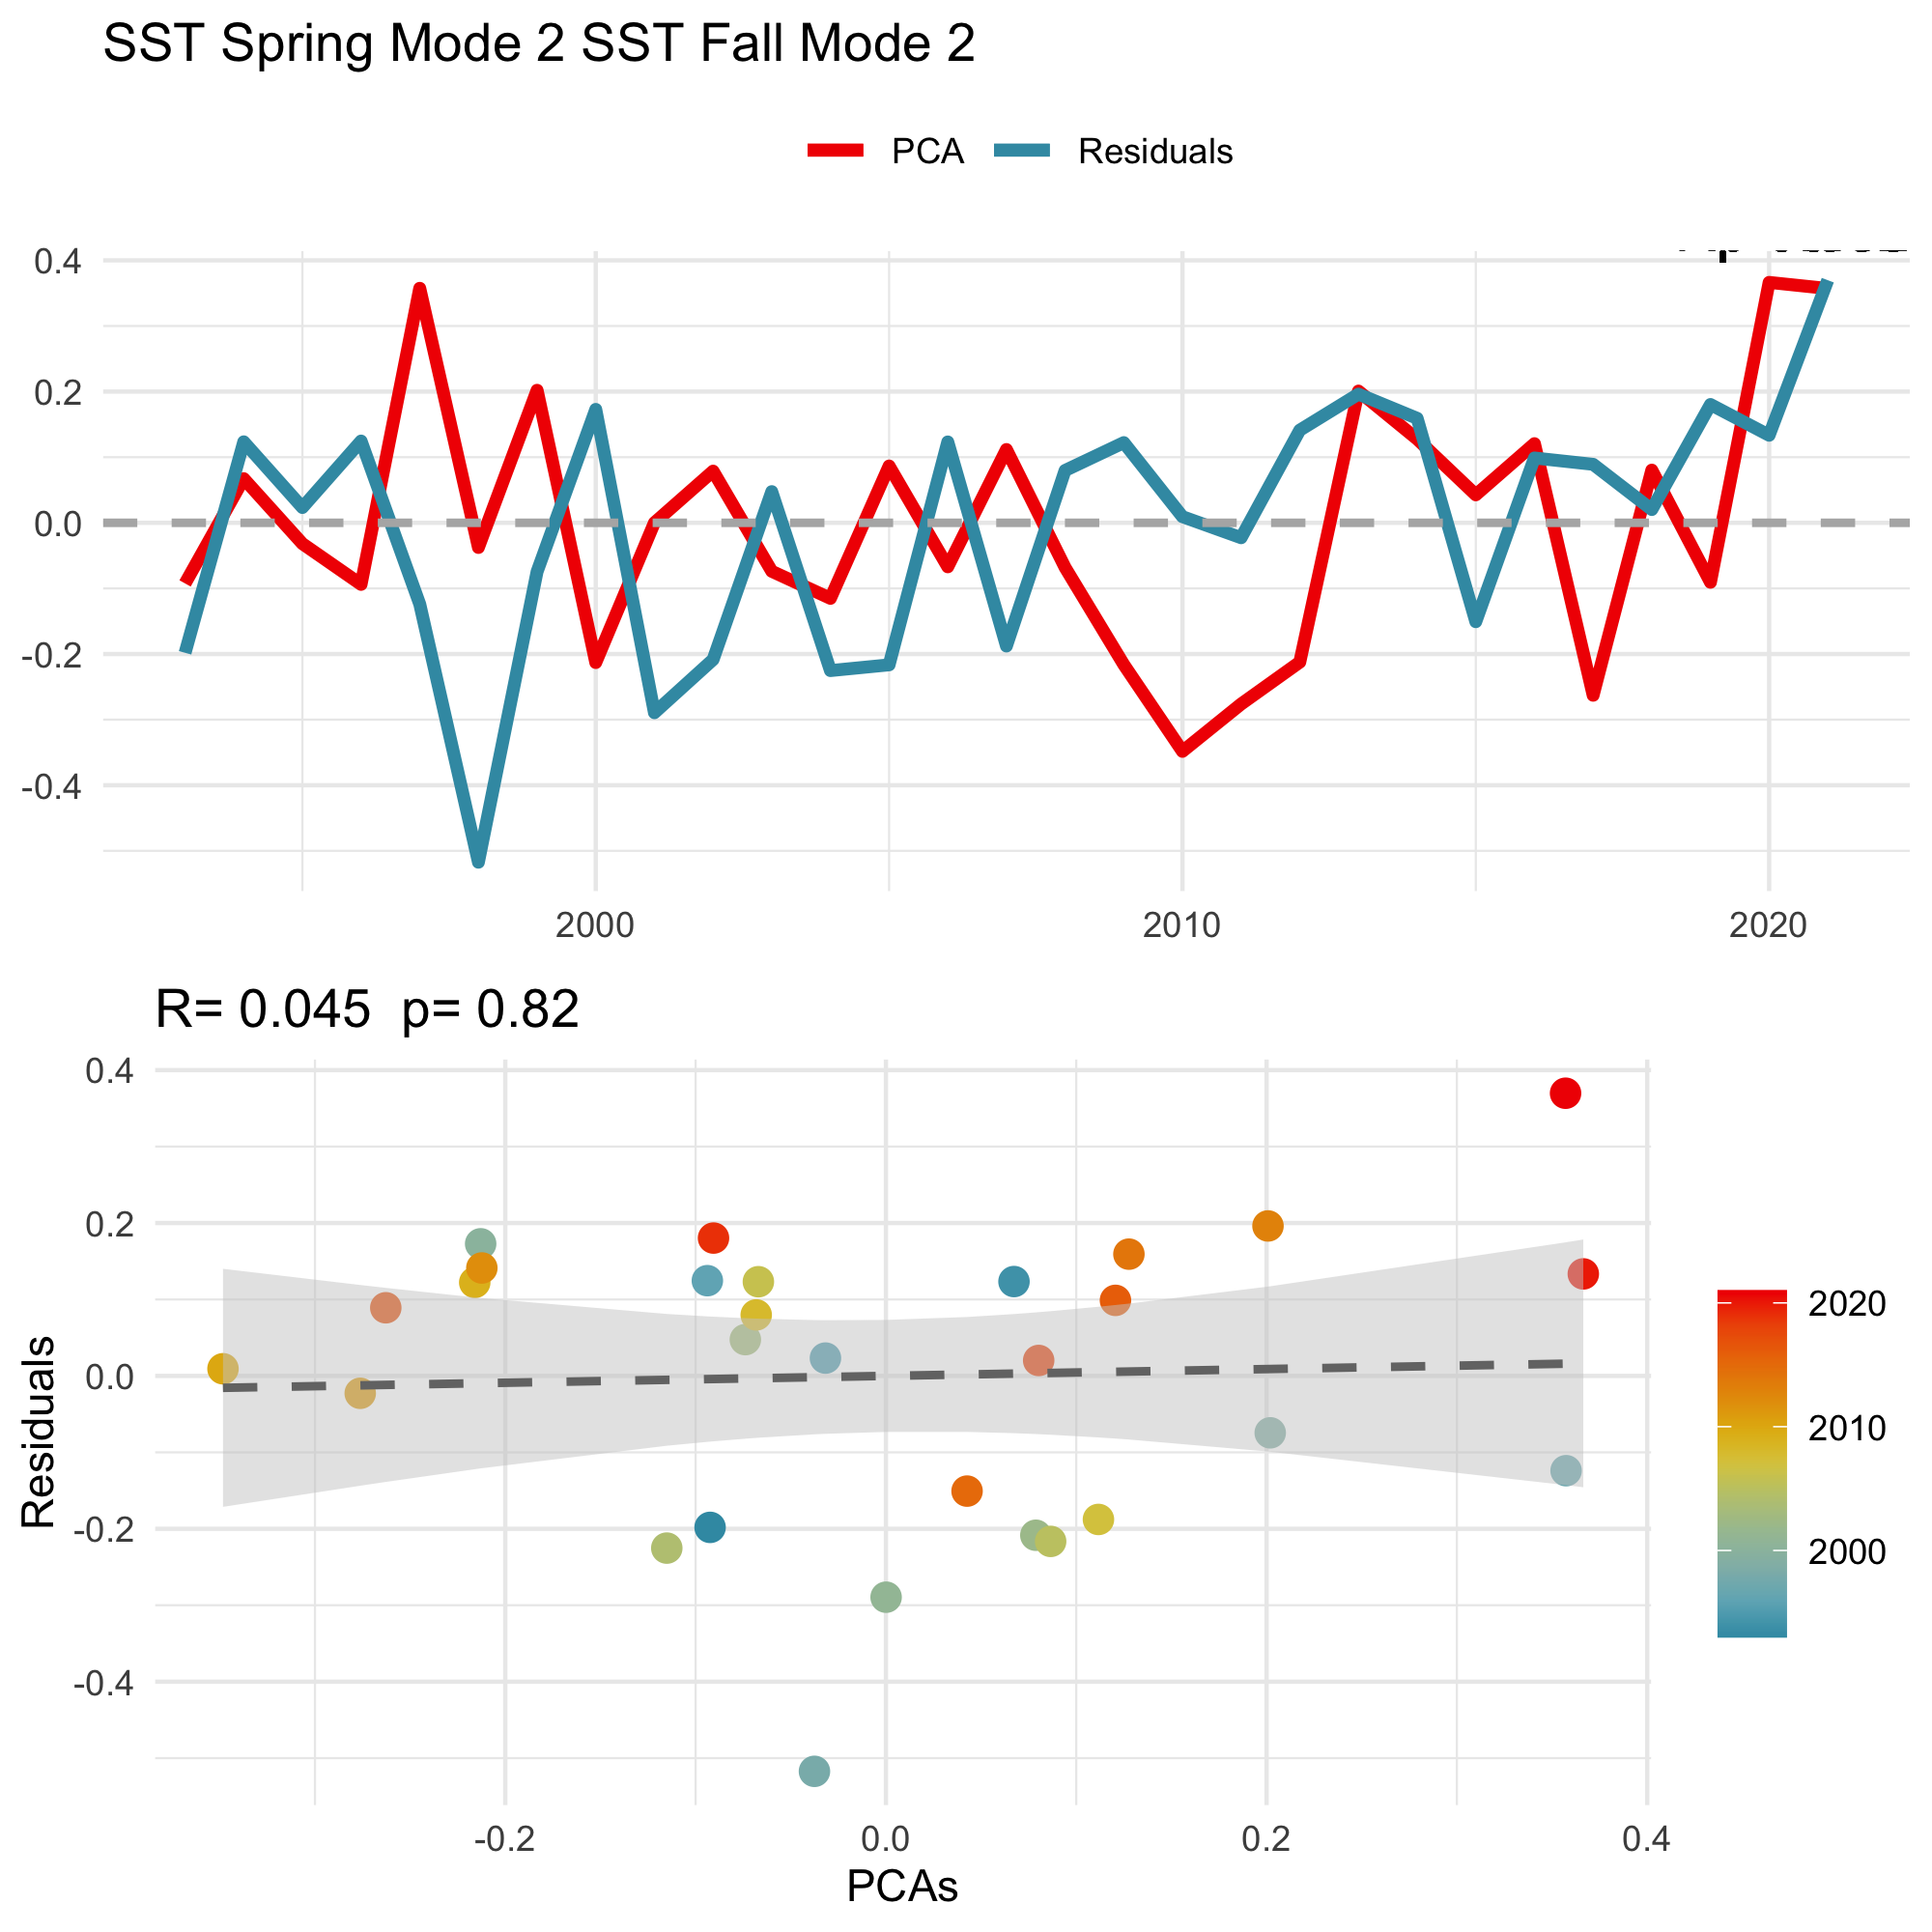 SST Spring Mode 2 SST Fall Mode 2
PCA Residuals
0.4
0.2
0.0
-0.2
-0.4
2000 2010 2020
R= 0.045 p= 0.82
Residuals
0.4
0.2
0.0
-0.2
-0.4
-0.2 0.0 0.2 0.4
PCAs
2020
2010
2000